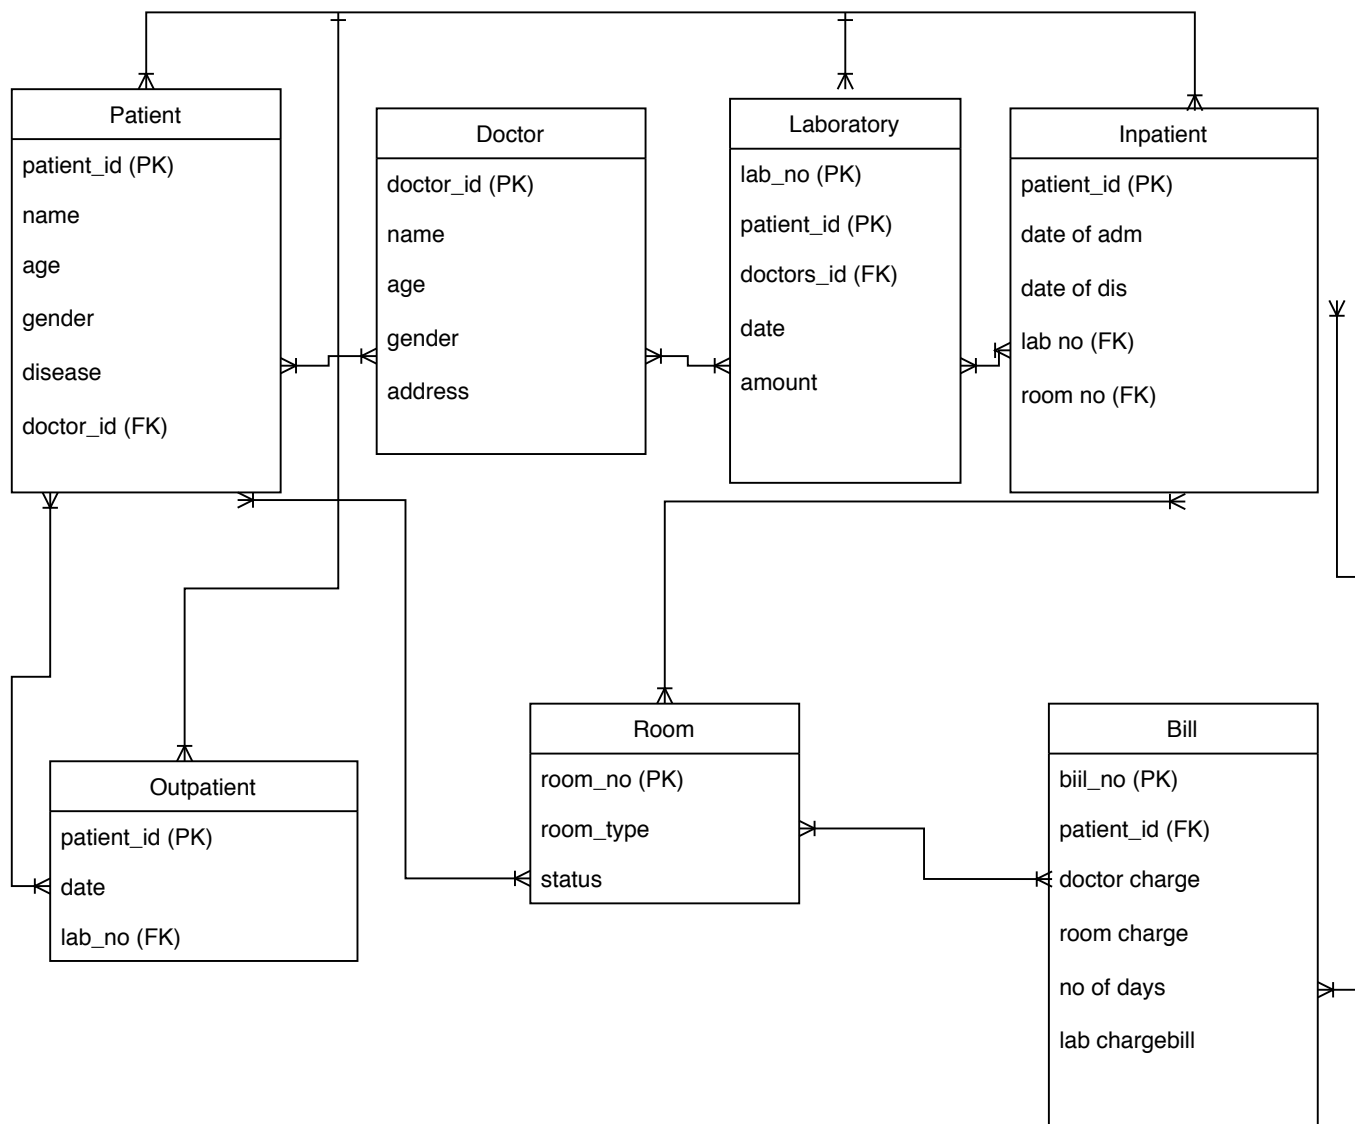 Patient
patient_id (PK)
name
age
gender
disease
doctor_id (FK)
Doctor
doctor_id (PK)
name
age
gender
address
Laboratory
lab_no (PK)
patient_id (PK)
doctors_id (FK)
date
amount
Inpatient
patient_id (PK)
date of adm
date of dis
lab no (FK)
room no (FK)
Outpatient
patient_id (PK)
date
lab_no (FK)
Room
room_no (PK)
room_type
status
Bill
biil_no (PK)
patient_id (FK)
doctor charge
room charge
no of days
lab chargebill